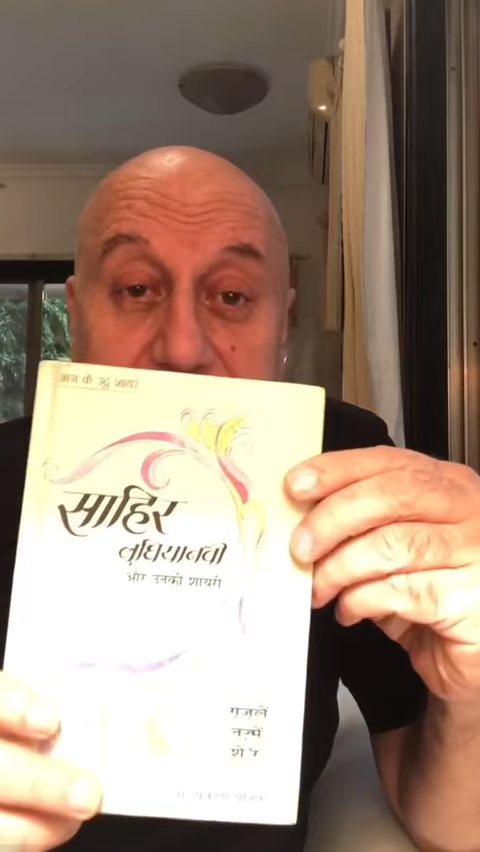 आज के उर्दू शायर
साहिर
लुधियानवी
और उनकी शायरी
ग़ज़लें
नज़्में
शे'र